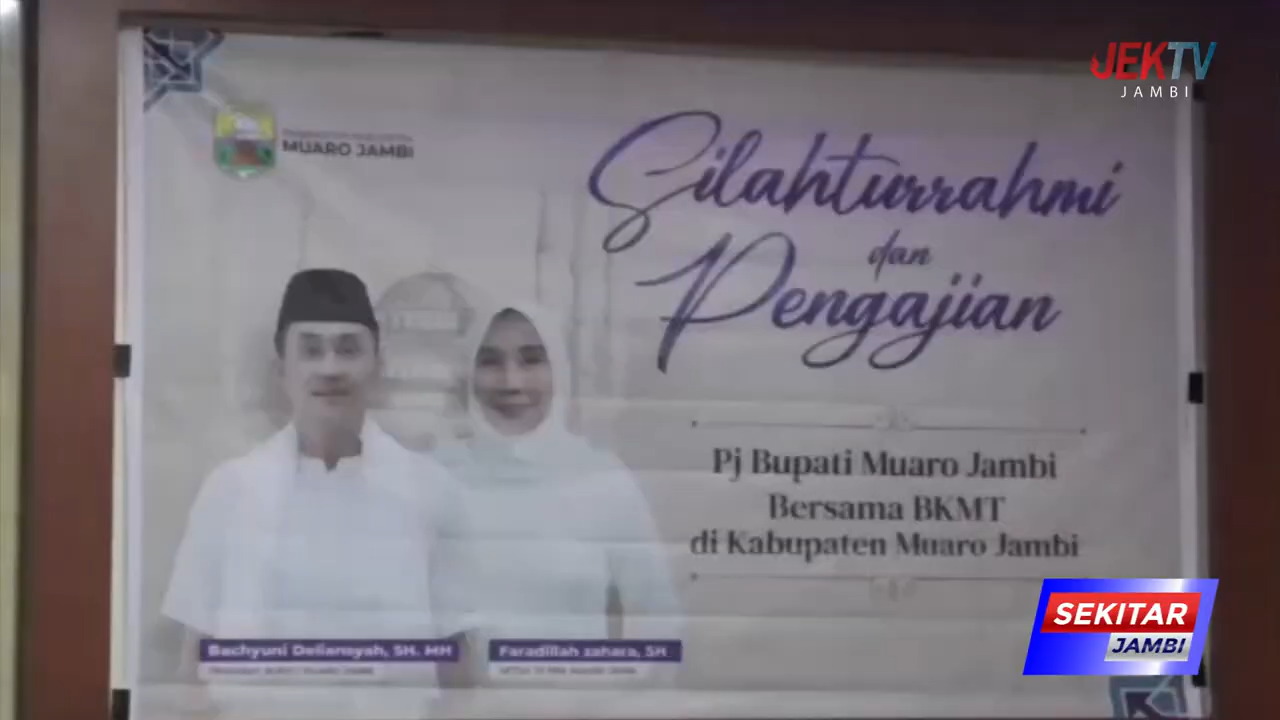 JEKTV
JAMBI
MUARO JAMBI
Silahturrahmi
dan
Pengajian
Pj Bupati Muaro Jambi
Bersama BKMT
di Kabupaten Muaro Jambi
Bachyuni Deliansyah, SH. MH
Faradillah zahara, SH
SEKITAR
JAMBI